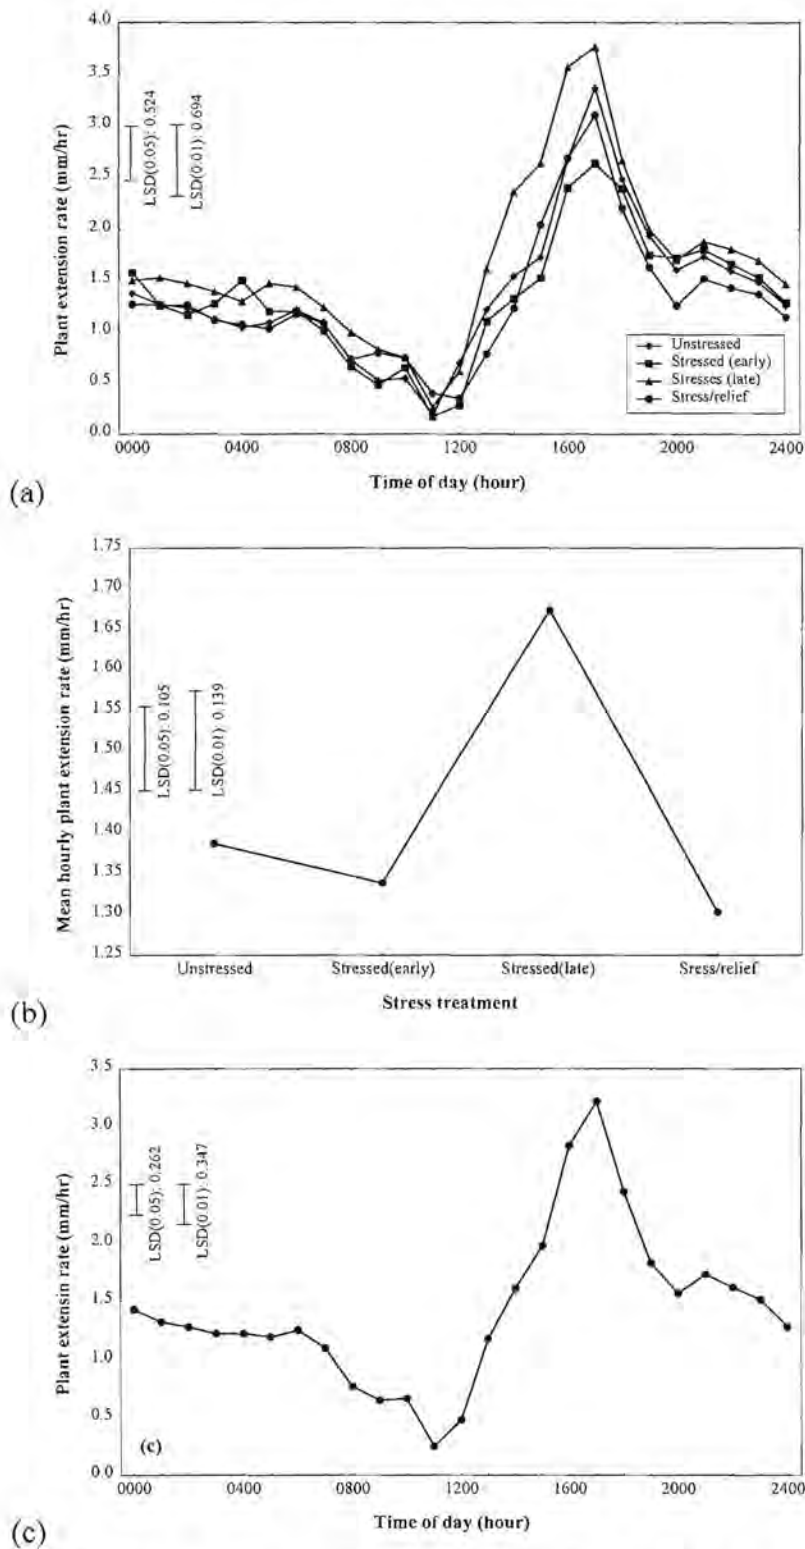 4.0
3.5
3.0
2.5
2.0
1.5
1.0
0.5
0.0
Plant extension rate (mm/hr)
LSD(0.05): 0.524
LSD(0.01): 0.694
Unstressed
Stressed (early)
Stresses (late)
Stress/relief
0000 0400 0800 1200 1600 2000 2400
Time of day (hour)
(a)
1.75
1.70
1.65
1.60
1.55
1.50
1.45
1.40
1.35
1.30
1.25
Mean hourly plant extension rate (mm/hr)
LSD(0.05): 0.105
LSD(0.01): 0.139
Unstressed Stressed(early) Stressed(late) Sress/relief
Stress treatment
(b)
3.5
3.0
2.5
2.0
1.5
1.0
0.5
0.0
Plant extensin rate (mm/hr)
LSD(0.05): 0.262
LSD(0.01): 0.347
(c)
0000 0400 0800 1200 1600 2000 2400
Time of day (hour)
(c)